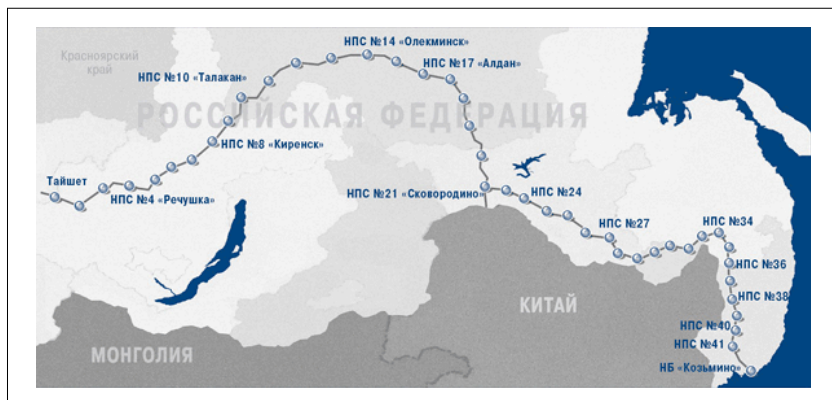 Красноярский
край
НПС №14 «Олекминск»
НПС №17 «Алдан»
НПС №10 «Талакан»
РОССИЙСКАЯ ФЕДЕРАЦИЯ
НПС №8 «Киренск»
Тайшет
НПС №4 «Речушка»
НПС №21 «Сковородино»
НПС №24
НПС №27
НПС №34
НПС №36
НПС №38
КИТАЙ
НПС №40
НПС №41
МОНГОЛИЯ
НБ «Козьмино»